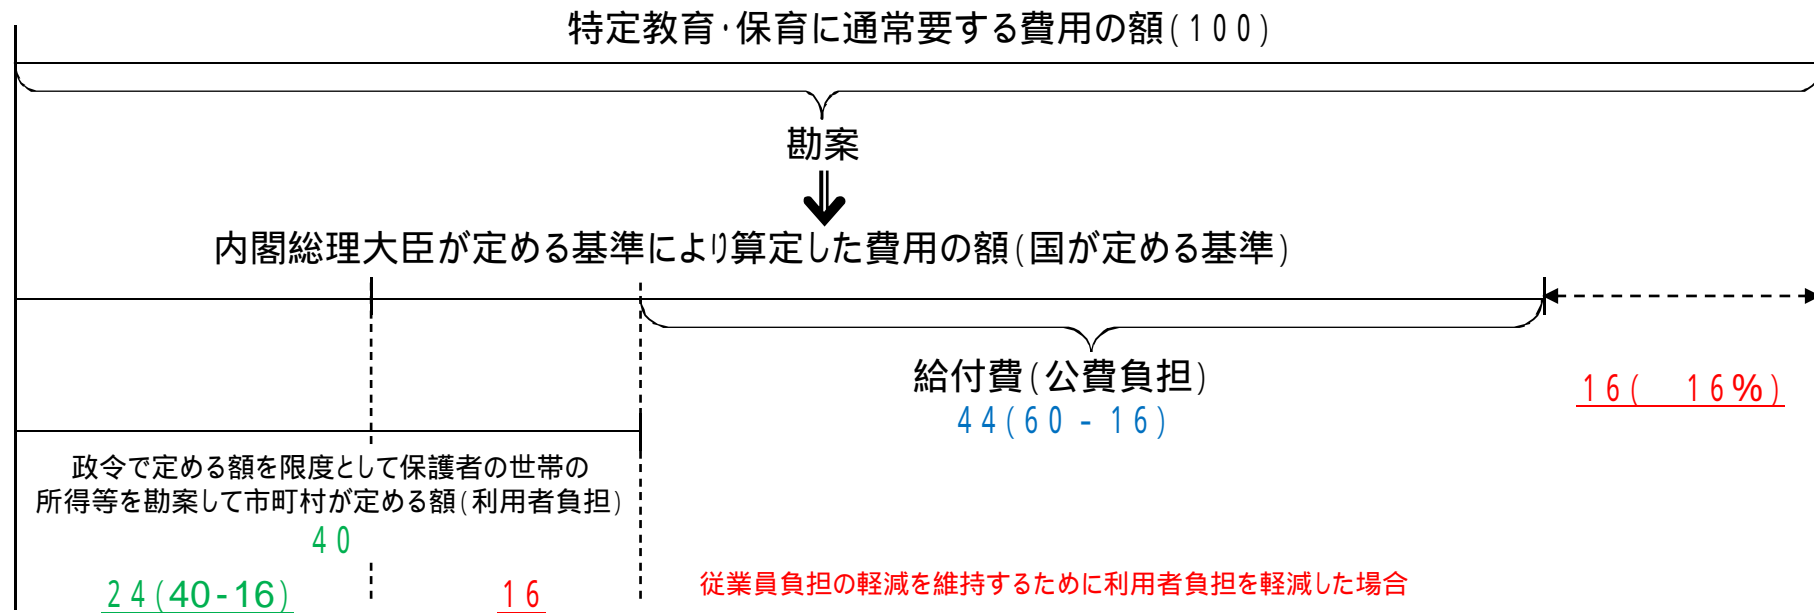 特定教育・保育に通常要する費用の額(100)
勘案
内閣総理大臣が定める基準により算定した費用の額(国が定める基準)
給付費(公費負担)
44(60-16)
16(　16%)
政令で定める額を限度として保護者の世帯の
所得等を勘案して市町村が定める額(利用者負担)
40
24(40-16)
16
従業員負担の軽減を維持するために利用者負担を軽減した場合